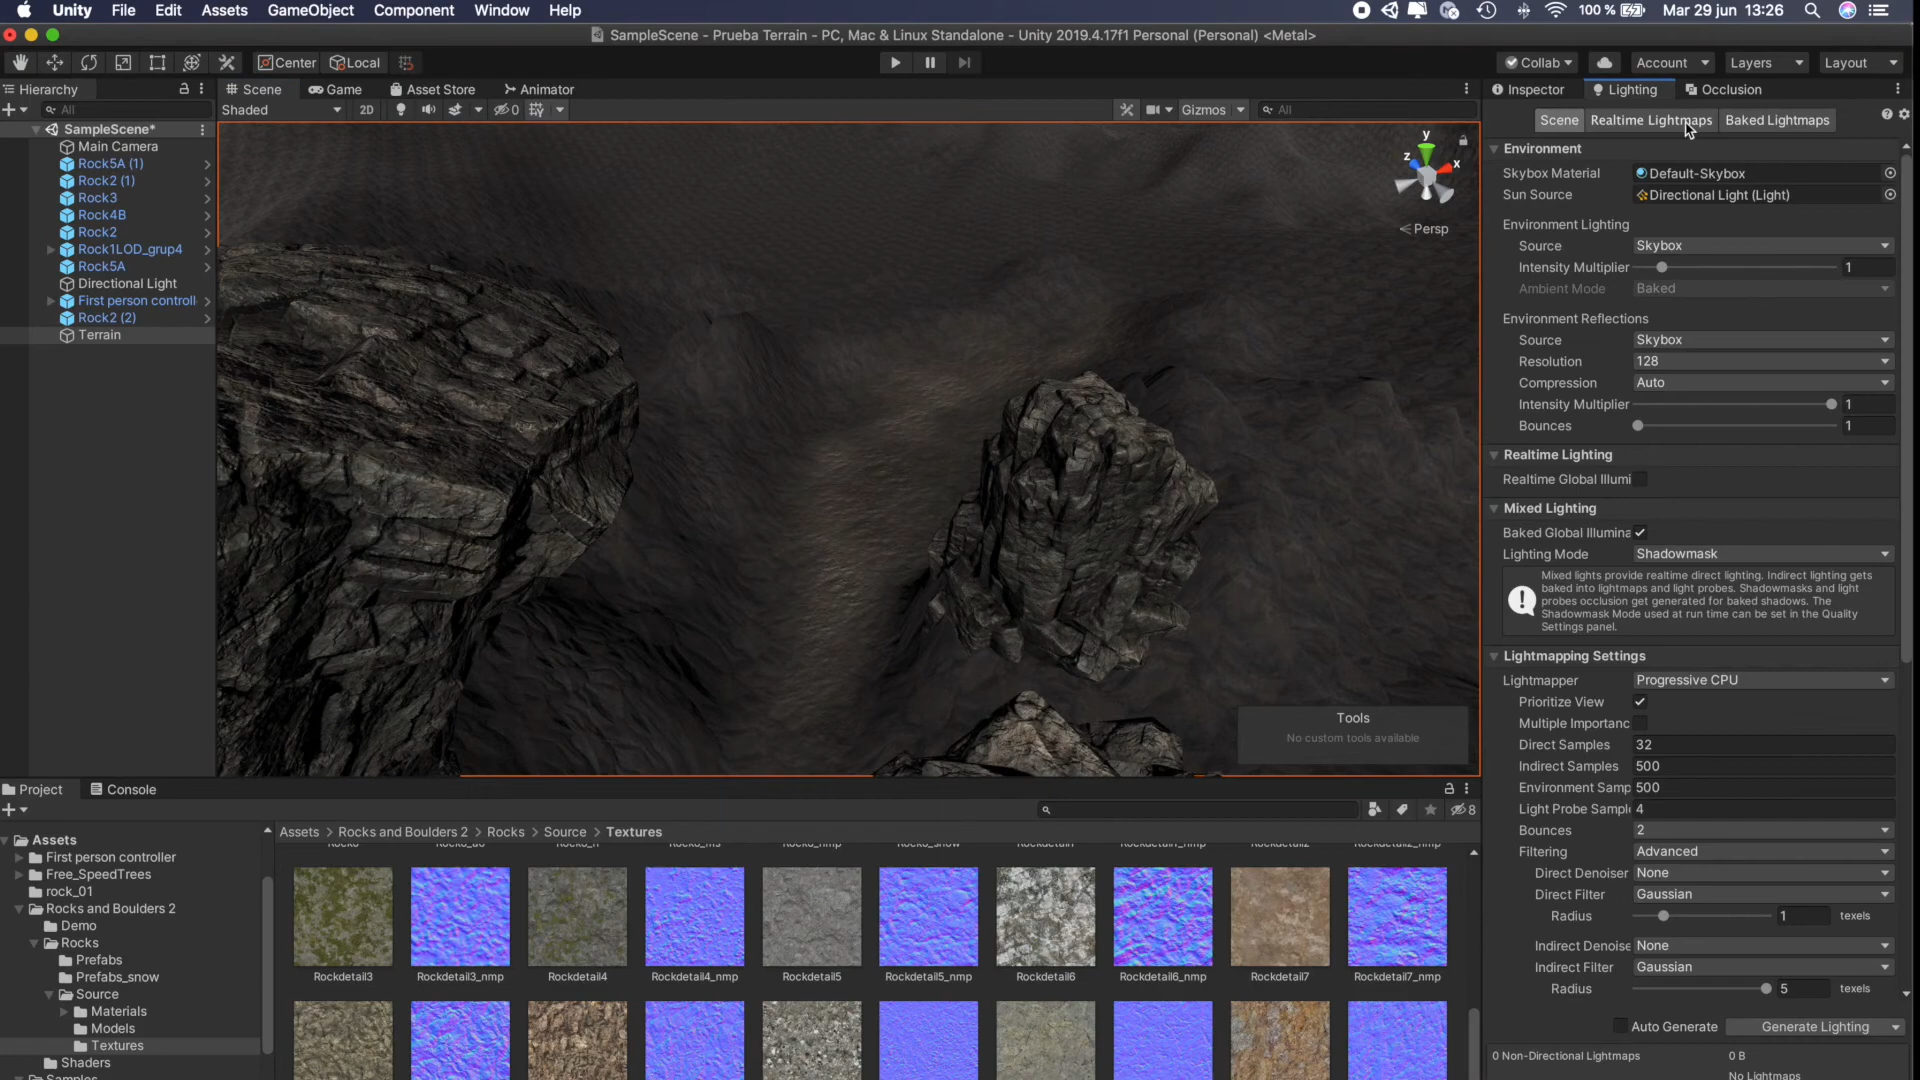 Unity File Edit Assets GameObject Component Window Help 100 % Mar 29 jun 13:26
SampleScene - Prueba Terrain - PC, Mac & Linux Standalone - Unity 2019.4.17f1 Personal (Personal) <Metal>
Center Local Collab Account Layers Layout
Hierarchy
All
SampleScene*
Main Camera
Rock5A (1)
Rock2 (1)
Rock3
Rock4B
Rock2
Rock1LOD_grup4
Rock5A
Directional Light
First person controll
Rock2 (2)
Terrain
Scene Game Asset Store Animator
Shaded 2D 0 Gizmos All
y
z x
Persp
Tools
No custom tools available
Inspector Lighting Occlusion
Scene Realtime Lightmaps Baked Lightmaps
Environment
Skybox Material Default-Skybox
Sun Source Directional Light (Light)
Environment Lighting
Source Skybox
Intensity Multiplier 1
Ambient Mode Baked
Environment Reflections
Source Skybox
Resolution 128
Compression Auto
Intensity Multiplier 1
Bounces 1
Realtime Lighting
Realtime Global Illumi
Mixed Lighting
Baked Global Illumina
Lighting Mode Shadowmask
Mixed lights provide realtime direct lighting. Indirect lighting gets
baked into lightmaps and light probes. Shadowmasks and light
probes occlusion get generated for baked shadows. The
Shadowmask Mode used at run time can be set in the Quality
Settings panel.
Lightmapping Settings
Lightmapper Progressive CPU
Prioritize View
Multiple Importanc
Direct Samples 32
Indirect Samples 500
Environment Samp 500
Light Probe Sampl 4
Bounces 2
Filtering Advanced
Direct Denoiser None
Direct Filter Gaussian
Radius 1 texels
Indirect Denoise None
Indirect Filter Gaussian
Radius 5 texels
Auto Generate Generate Lighting
0 Non-Directional Lightmaps 0 B
No Lightmaps
Project Console
8
Assets
First person controller
Free_SpeedTrees
rock_01
Rocks and Boulders 2
Demo
Rocks
Prefabs
Prefabs_snow
Source
Materials
Models
Textures
Shaders
Samples
Assets > Rocks and Boulders 2 > Rocks > Source > Textures
Rockdetail3 Rockdetail3_nmp Rockdetail4 Rockdetail4_nmp Rockdetail5 Rockdetail5_nmp Rockdetail6 Rockdetail6_nmp Rockdetail7 Rockdetail7_nmp